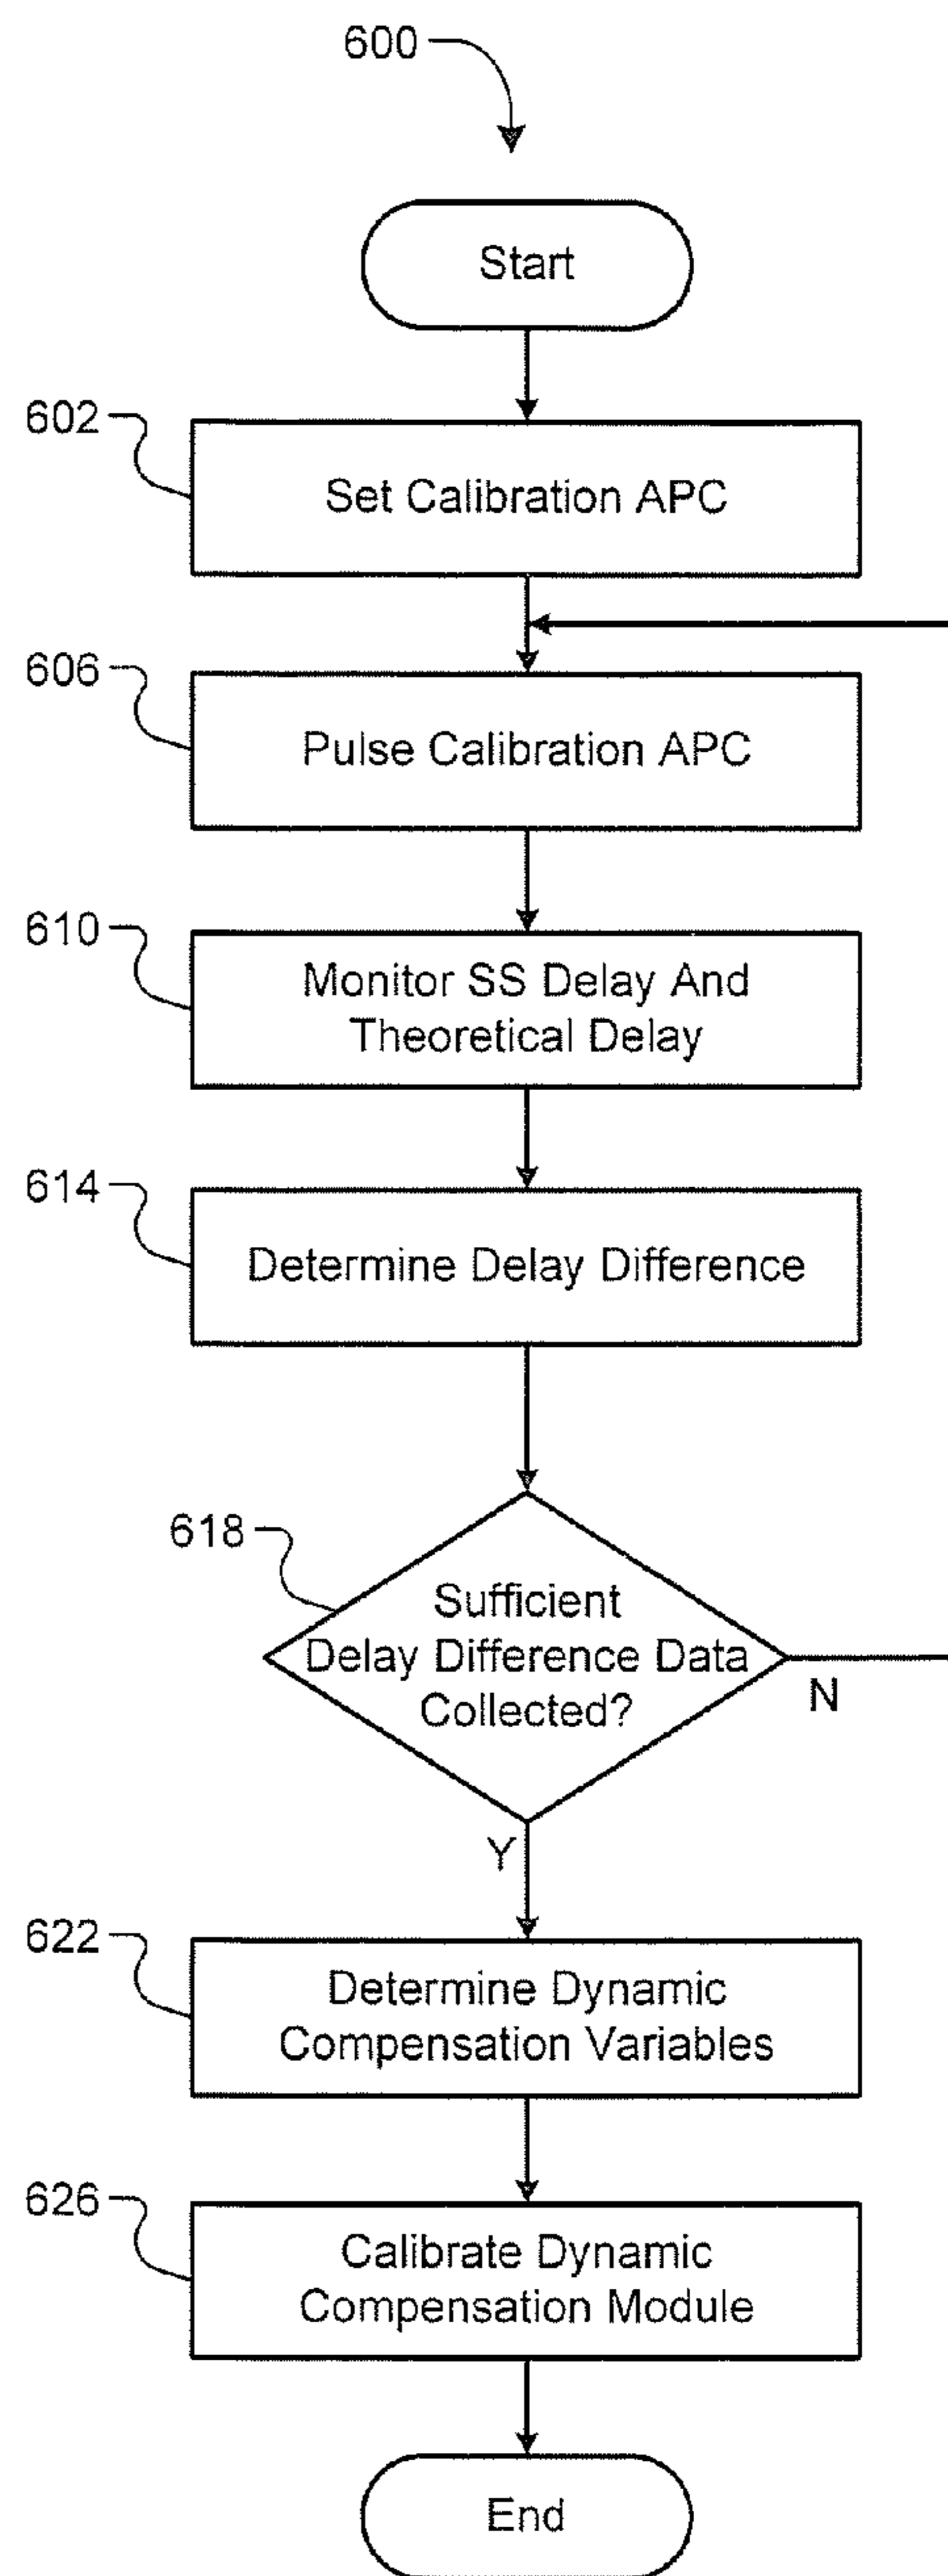 600
Start
602
Set Calibration APC
606
Pulse Calibration APC
610
Monitor SS Delay And
Theoretical Delay
614
Determine Delay Difference
618
Sufficient
Delay Difference Data
Collected?
N
Y
622
Determine Dynamic
Compensation Variables
626
Calibrate Dynamic
Compensation Module
End